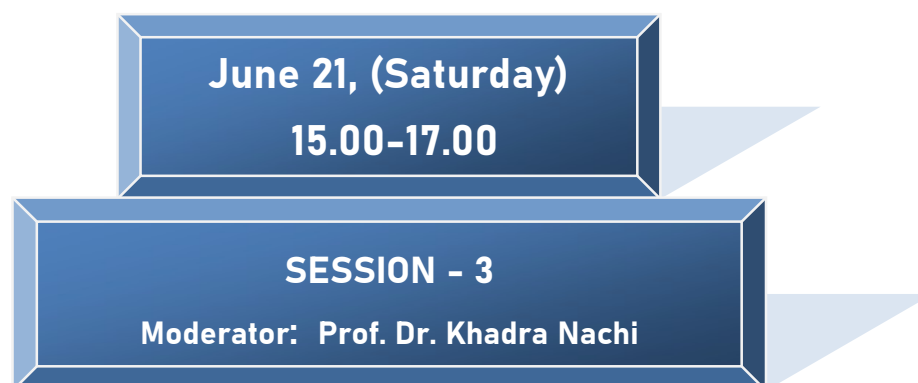 June 21, (Saturday)
15.00-17.00
SESSION - 3
Moderator: Prof. Dr. Khadra Nachi